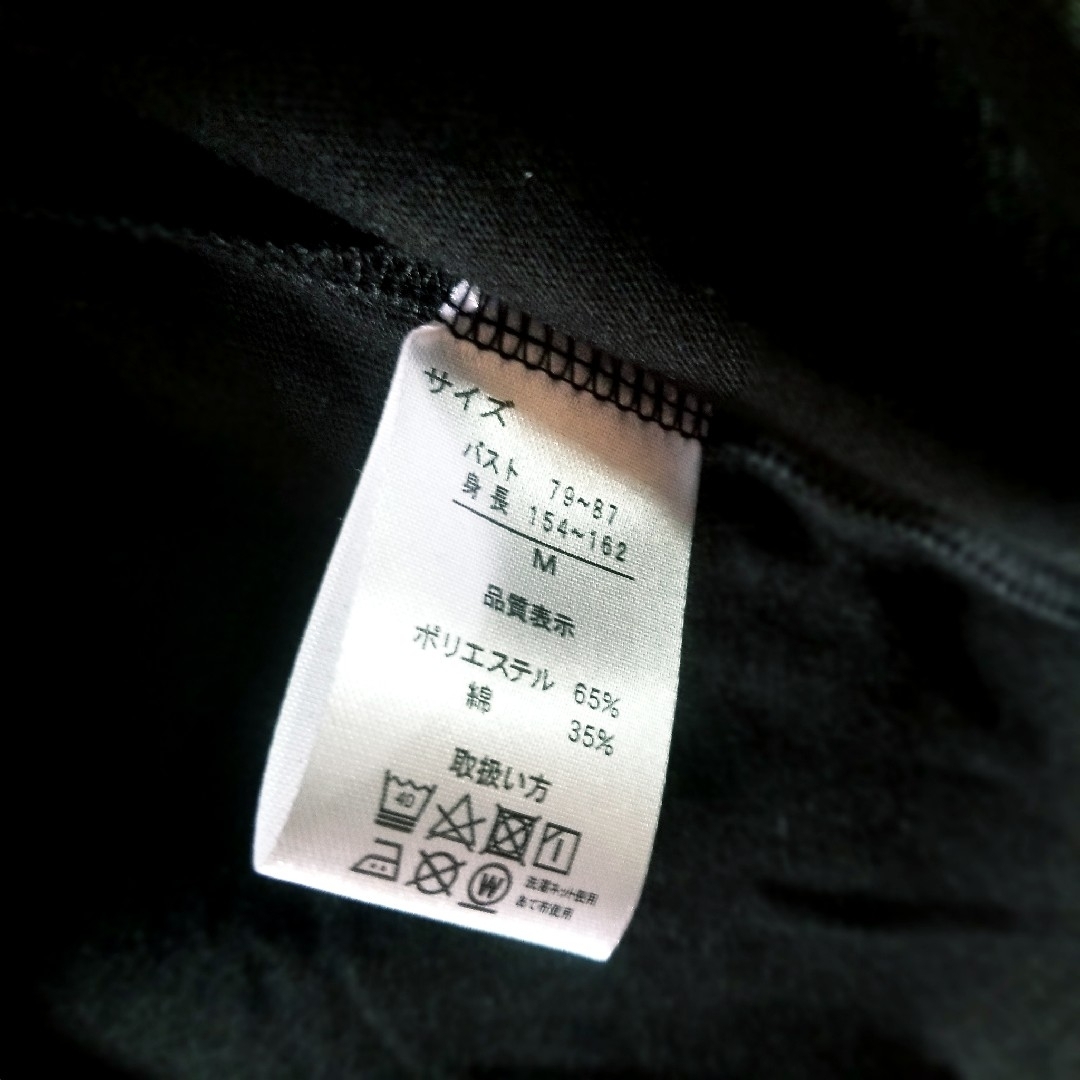 サイズ
バスト 79~87
身長 154~162
M
品質表示
ポリエステル 65%
綿 35%
取扱い方
40
W
洗濯ネット使用
あて布使用